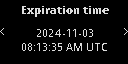 Expiration time
< 2024-11-03 >
08:13:35 AM UTC